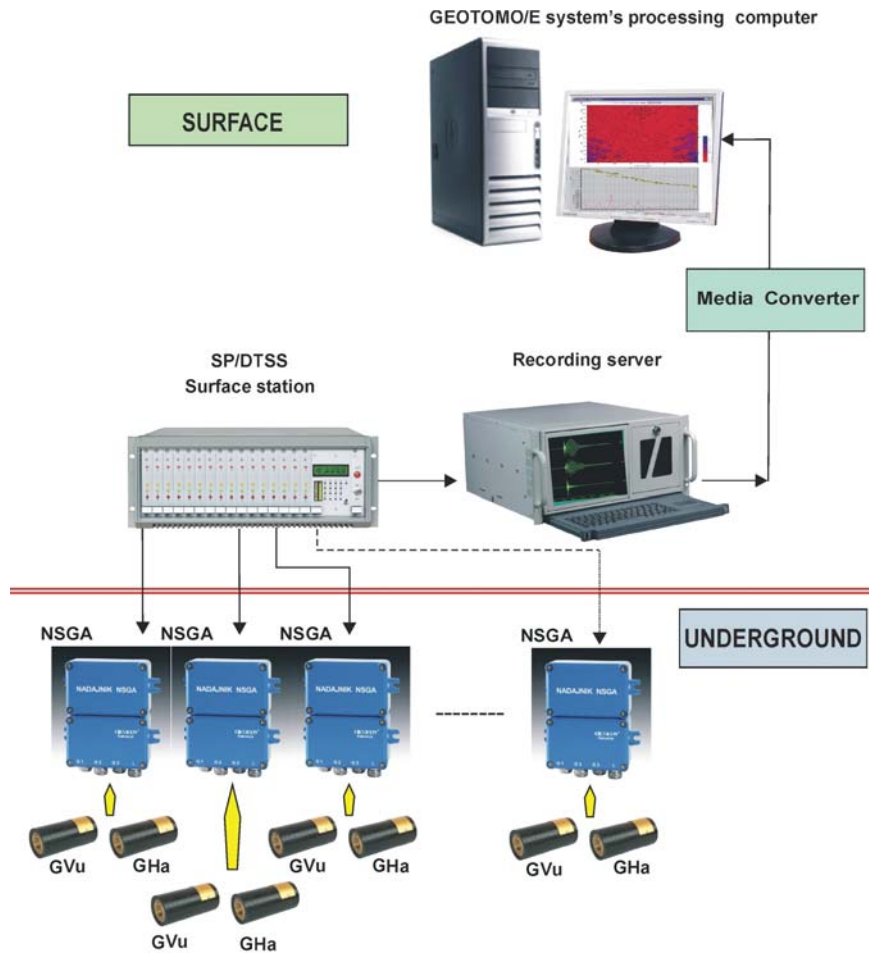 GEOTOMO/E system's processing computer
SURFACE
Media Converter
SP/DTSS
Surface station
Recording server
UNDERGROUND
NSGA
NSGA
NSGA
NSGA
NADAJNIK NSGA
NADAJNIK NSGA
NADAJNIK NSGA
NADAJNIK NSGA
GVu
GHa
GVu
GHa
GVu
GHa
GVu
GHa